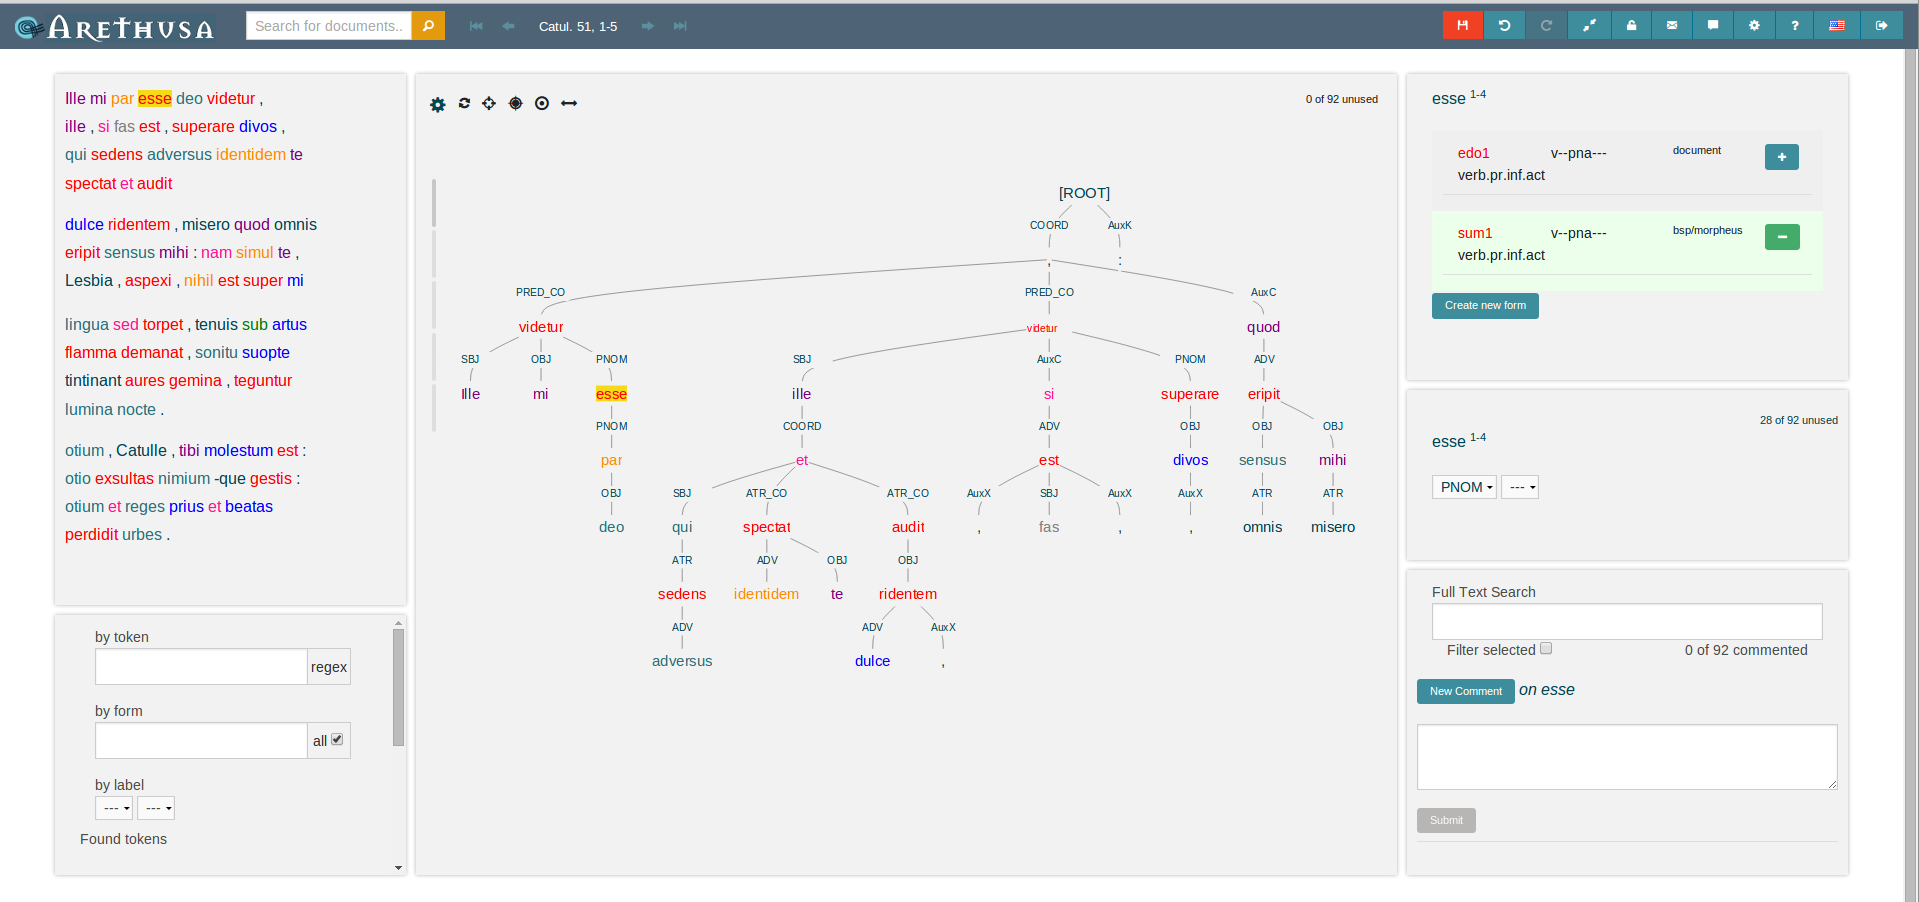 ARETHUSA
Search for documents..
Catul. 51, 1-5
Ille mi par esse deo videtur ,
ille , si fas est , superare divos ,
qui sedens adversus identidem te
spectat et audit
dulce ridentem , misero quod omnis
eripit sensus mihi : nam simul te ,
Lesbia , aspexi , nihil est super mi
lingua sed torpet , tenuis sub artus
flamma demanat , sonitu suopte
tintinant aures gemina , teguntur
lumina nocte .
otium , Catulle , tibi molestum est :
otio exsultas nimium -que gestis :
otium et reges prius et beatas
perdidit urbes .
by token
regex
by form
all
by label
--- ---
Found tokens
0 of 92 unused
[ROOT]
COORD AuxK
, :
PRED_CO PRED_CO AuxC
videtur videtur quod
SBJ OBJ PNOM SBJ AuxC PNOM ADV
Ille mi esse ille si superare eripit
PNOM COORD ADV OBJ OBJ OBJ
par et est divos sensus mihi
OBJ SBJ ATR_CO ATR_CO AuxX SBJ AuxX AuxX ATR ATR
deo qui spectat audit , fas , , omnis misero
ATR ADV OBJ OBJ
sedens identidem te ridentem
ADV ADV AuxX
adversus dulce ,
esse 1-4
edo1 v--pna--- document
verb.pr.inf.act
sum1 v--pna--- bsp/morpheus
verb.pr.inf.act
Create new form
28 of 92 unused
esse 1-4
PNOM ---
Full Text Search
Filter selected 0 of 92 commented
New Comment on esse
Submit